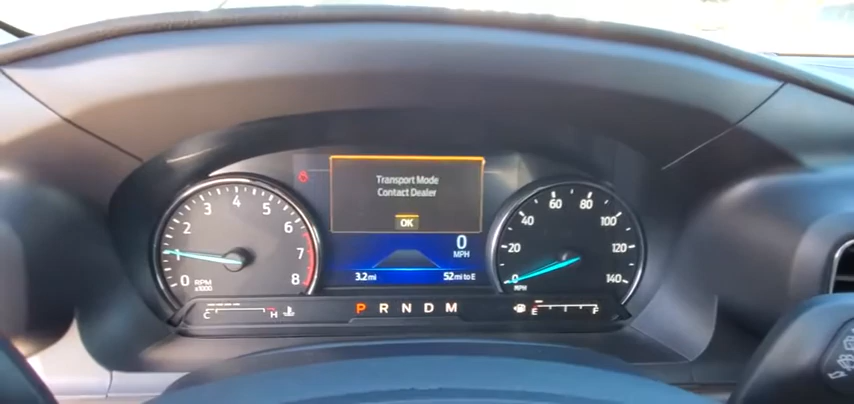 Transport Mode
Contact Dealer
OK
0
MPH
3.2 mi
52 mi to E
0 1 2 3 4 5 6 7 8
RPM
x1000
0 20 40 60 80 100 120 140
MPH
C H
P R N D M
E F